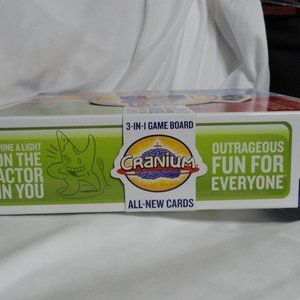 HINE A LIGHT
ON THE
ACTOR
IN YOU
3-IN-1 GAME BOARD
CRANIUM
ALL-NEW CARDS
OUTRAGEOUS
FUN FOR
EVERYONE